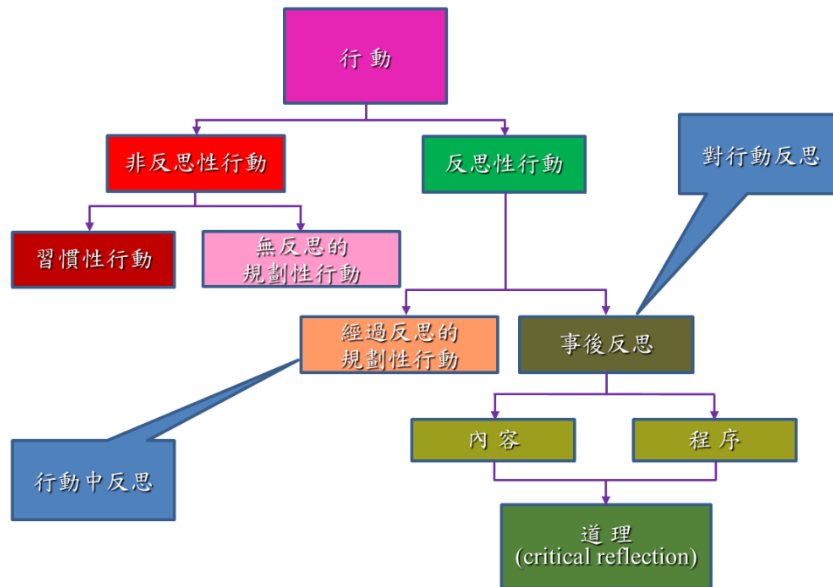 行 動
非反思性行動
反思性行動
對行動反思
習慣性行動
無反思的
規劃性行動
經過反思的
規劃性行動
事後反思
內 容
程 序
行動中反思
道 理
(critical reflection)